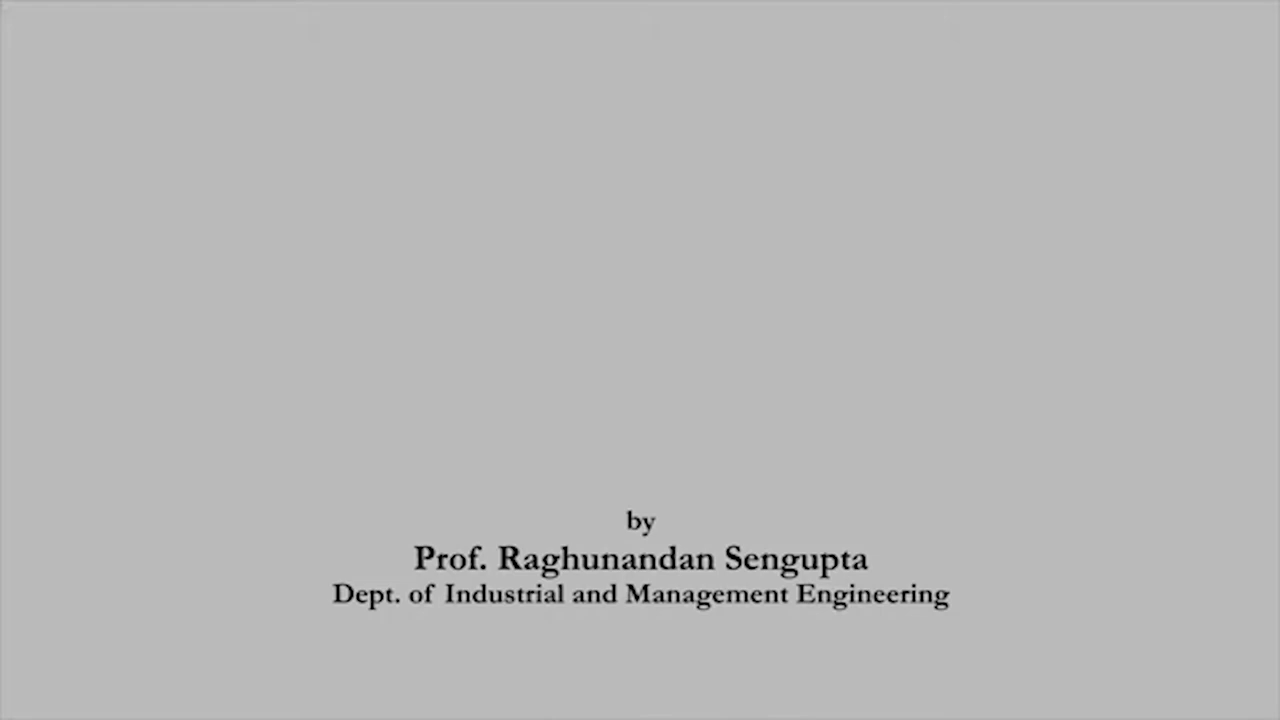 by
Prof. Raghunandan Sengupta
Dept. of Industrial and Management Engineering